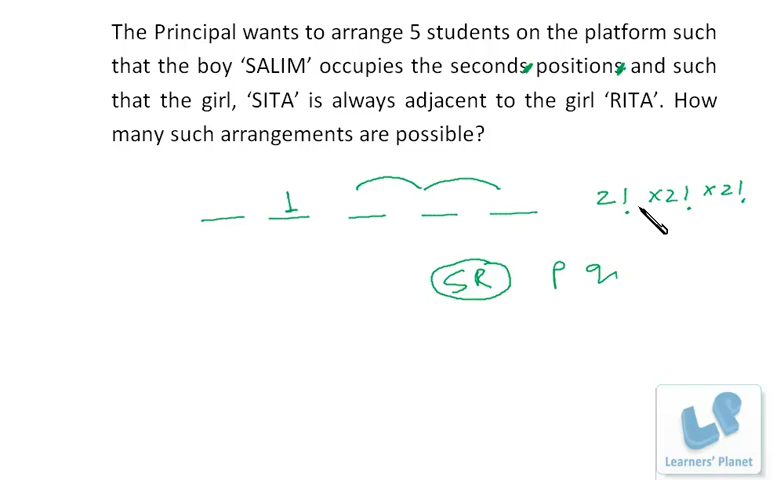 The Principal wants to arrange 5 students on the platform such
that the boy ‘SALIM’ occupies the seconds positions and such
that the girl, ‘SITA’ is always adjacent to the girl ‘RITA’. How
many such arrangements are possible?
1 2! ×2! ×2!
SR P q
LP
Learners' Planet